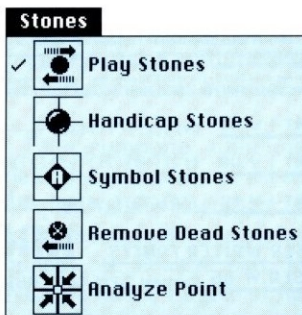 Stones
✓ Play Stones
Handicap Stones
Symbol Stones
Remove Dead Stones
Analyze Point